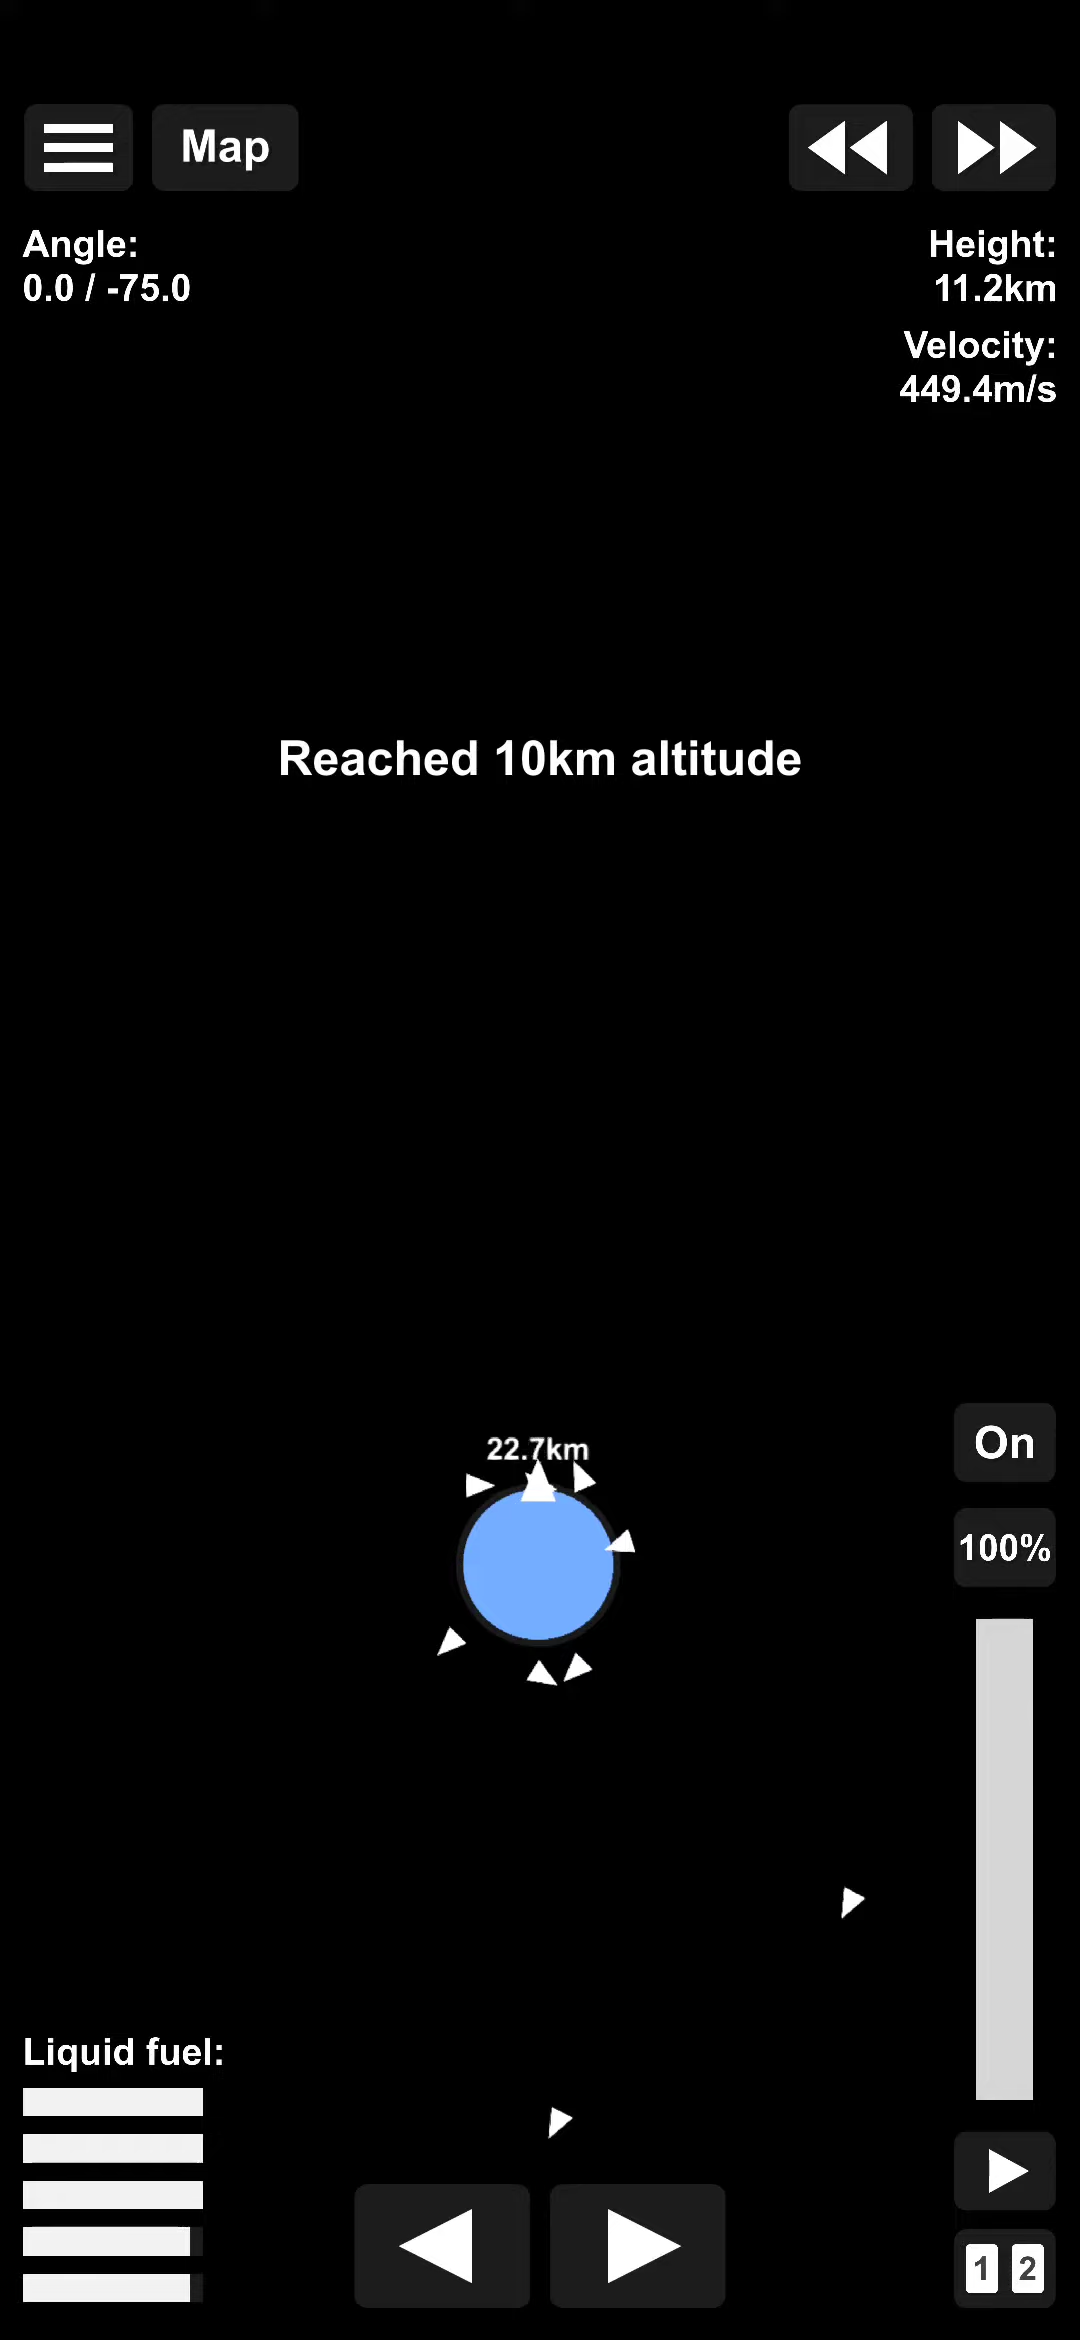 Map
Angle:
0.0 / -75.0
Height:
11.2km
Velocity:
449.4m/s
Reached 10km altitude
22.7km
On
100%
Liquid fuel:
1 2